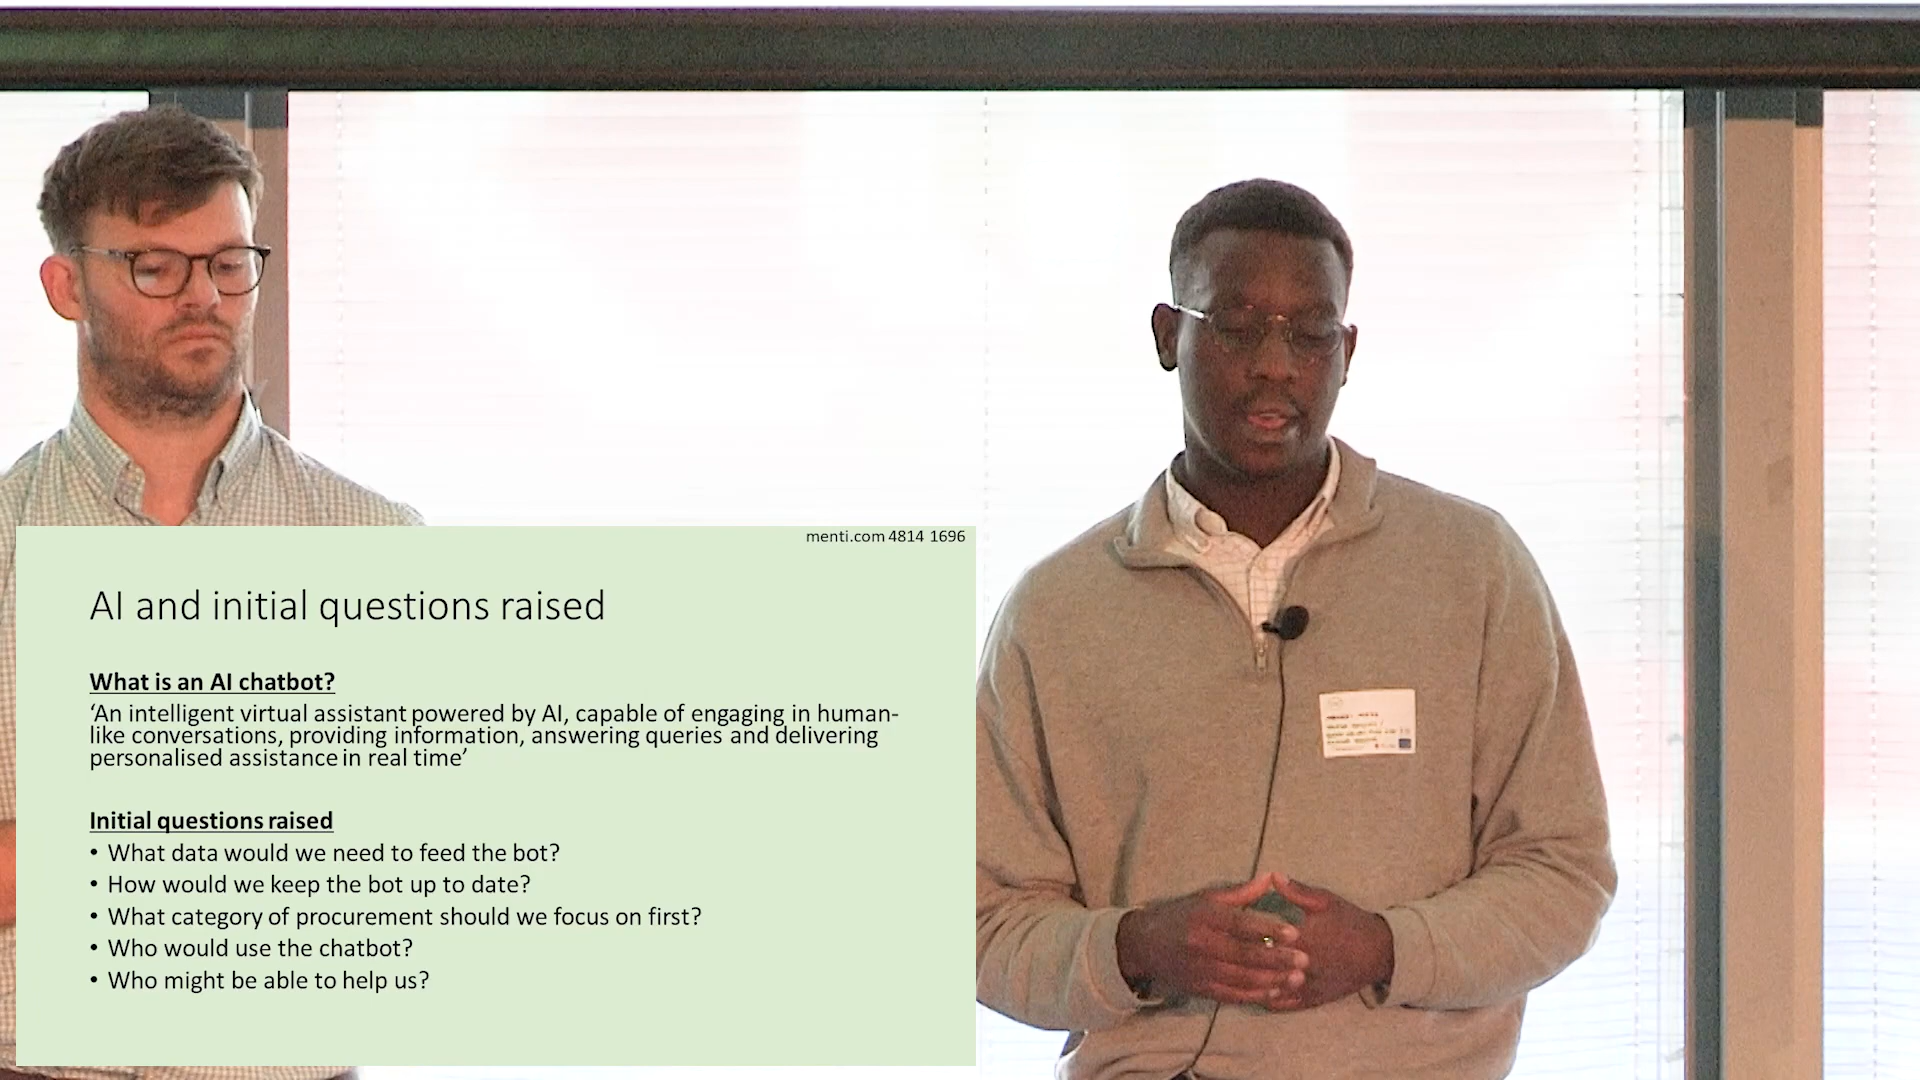 menti.com 4814 1696
AI and initial questions raised
What is an AI chatbot?
‘An intelligent virtual assistant powered by AI, capable of engaging in human-
like conversations, providing information, answering queries and delivering
personalised assistance in real time’
Initial questions raised
• What data would we need to feed the bot?
• How would we keep the bot up to date?
• What category of procurement should we focus on first?
• Who would use the chatbot?
• Who might be able to help us?